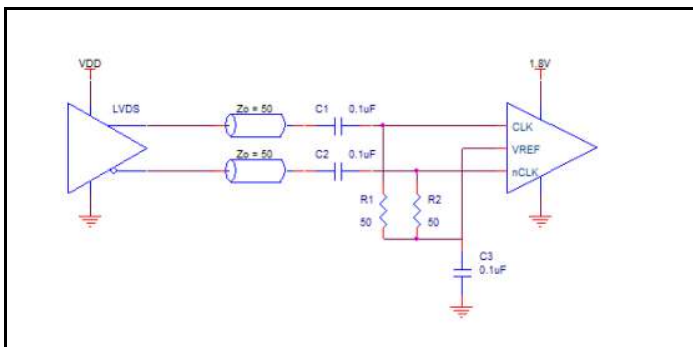 VDD
1.8V
LVDS
Zo = 50
C1
0.1uF
CLK
Zo = 50
C2
0.1uF
VREF
nCLK
R1
50
R2
50
C3
0.1uF